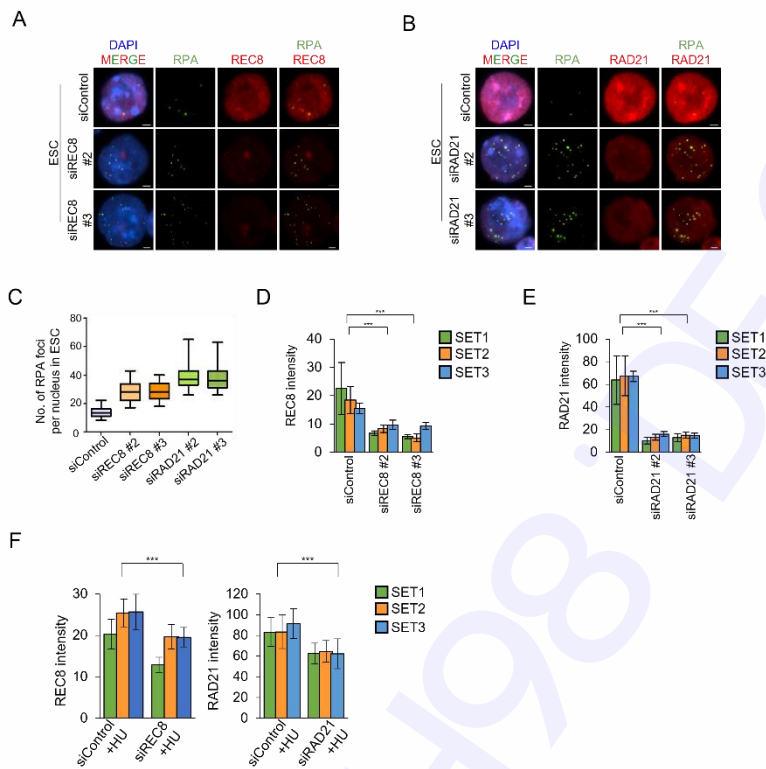 A
DAPI
MERGE
RPA
REC8
RPA
REC8
ESC
siControl
siREC8
#2
siREC8
#3
B
DAPI
MERGE
RPA
RAD21
RPA
RAD21
ESC
siControl
siRAD21
#2
siRAD21
#3
C
No. of RPA foci
per nucleus in ESC
80
60
40
20
0
siControl
siREC8 #2
siREC8 #3
siRAD21 #2
siRAD21 #3
D
REC8 intensity
40
30
20
10
0
***
***
siControl
siREC8 #2
siREC8 #3
SET1
SET2
SET3
E
RAD21 intensity
100
80
60
40
20
0
***
***
siControl
siRAD21 #2
siRAD21 #3
SET1
SET2
SET3
F
REC8 intensity
30
20
10
0
***
siControl
+HU
siREC8
+HU
RAD21 intensity
120
100
80
60
40
20
0
***
siControl
+HU
siRAD21
+HU
SET1
SET2
SET3